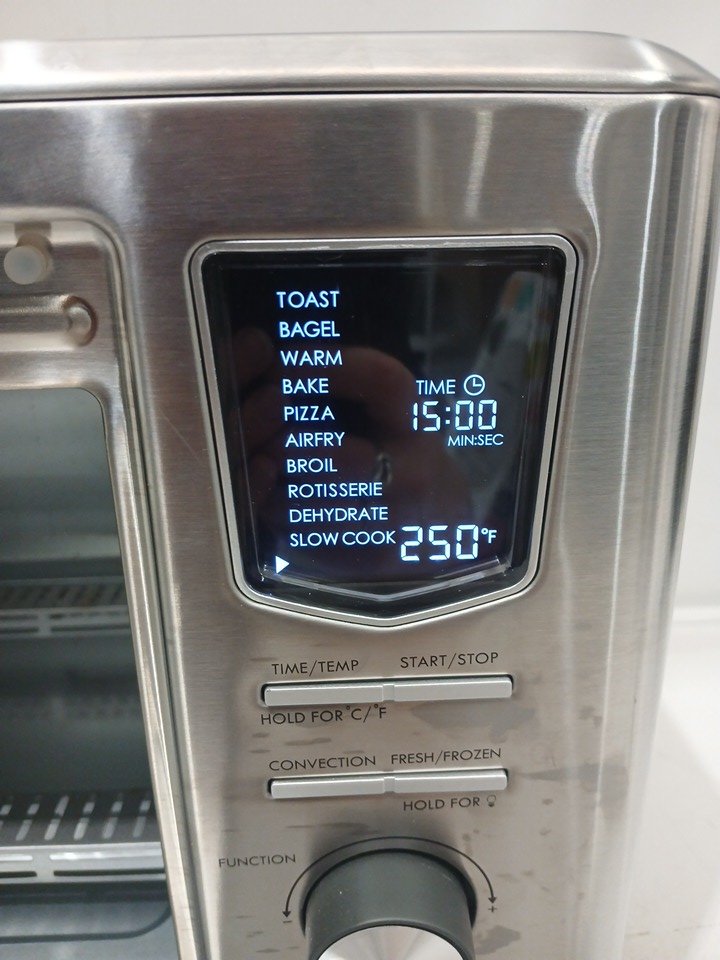 TOAST
BAGEL
WARM
BAKE
TIME
PIZZA
15:00
AIRFRY
MIN:SEC
BROIL
ROTISSERIE
DEHYDRATE
SLOW COOK 250°F
TIME/TEMP START/STOP
HOLD FOR °C/°F
CONVECTION FRESH/FROZEN
HOLD FOR
FUNCTION
- +